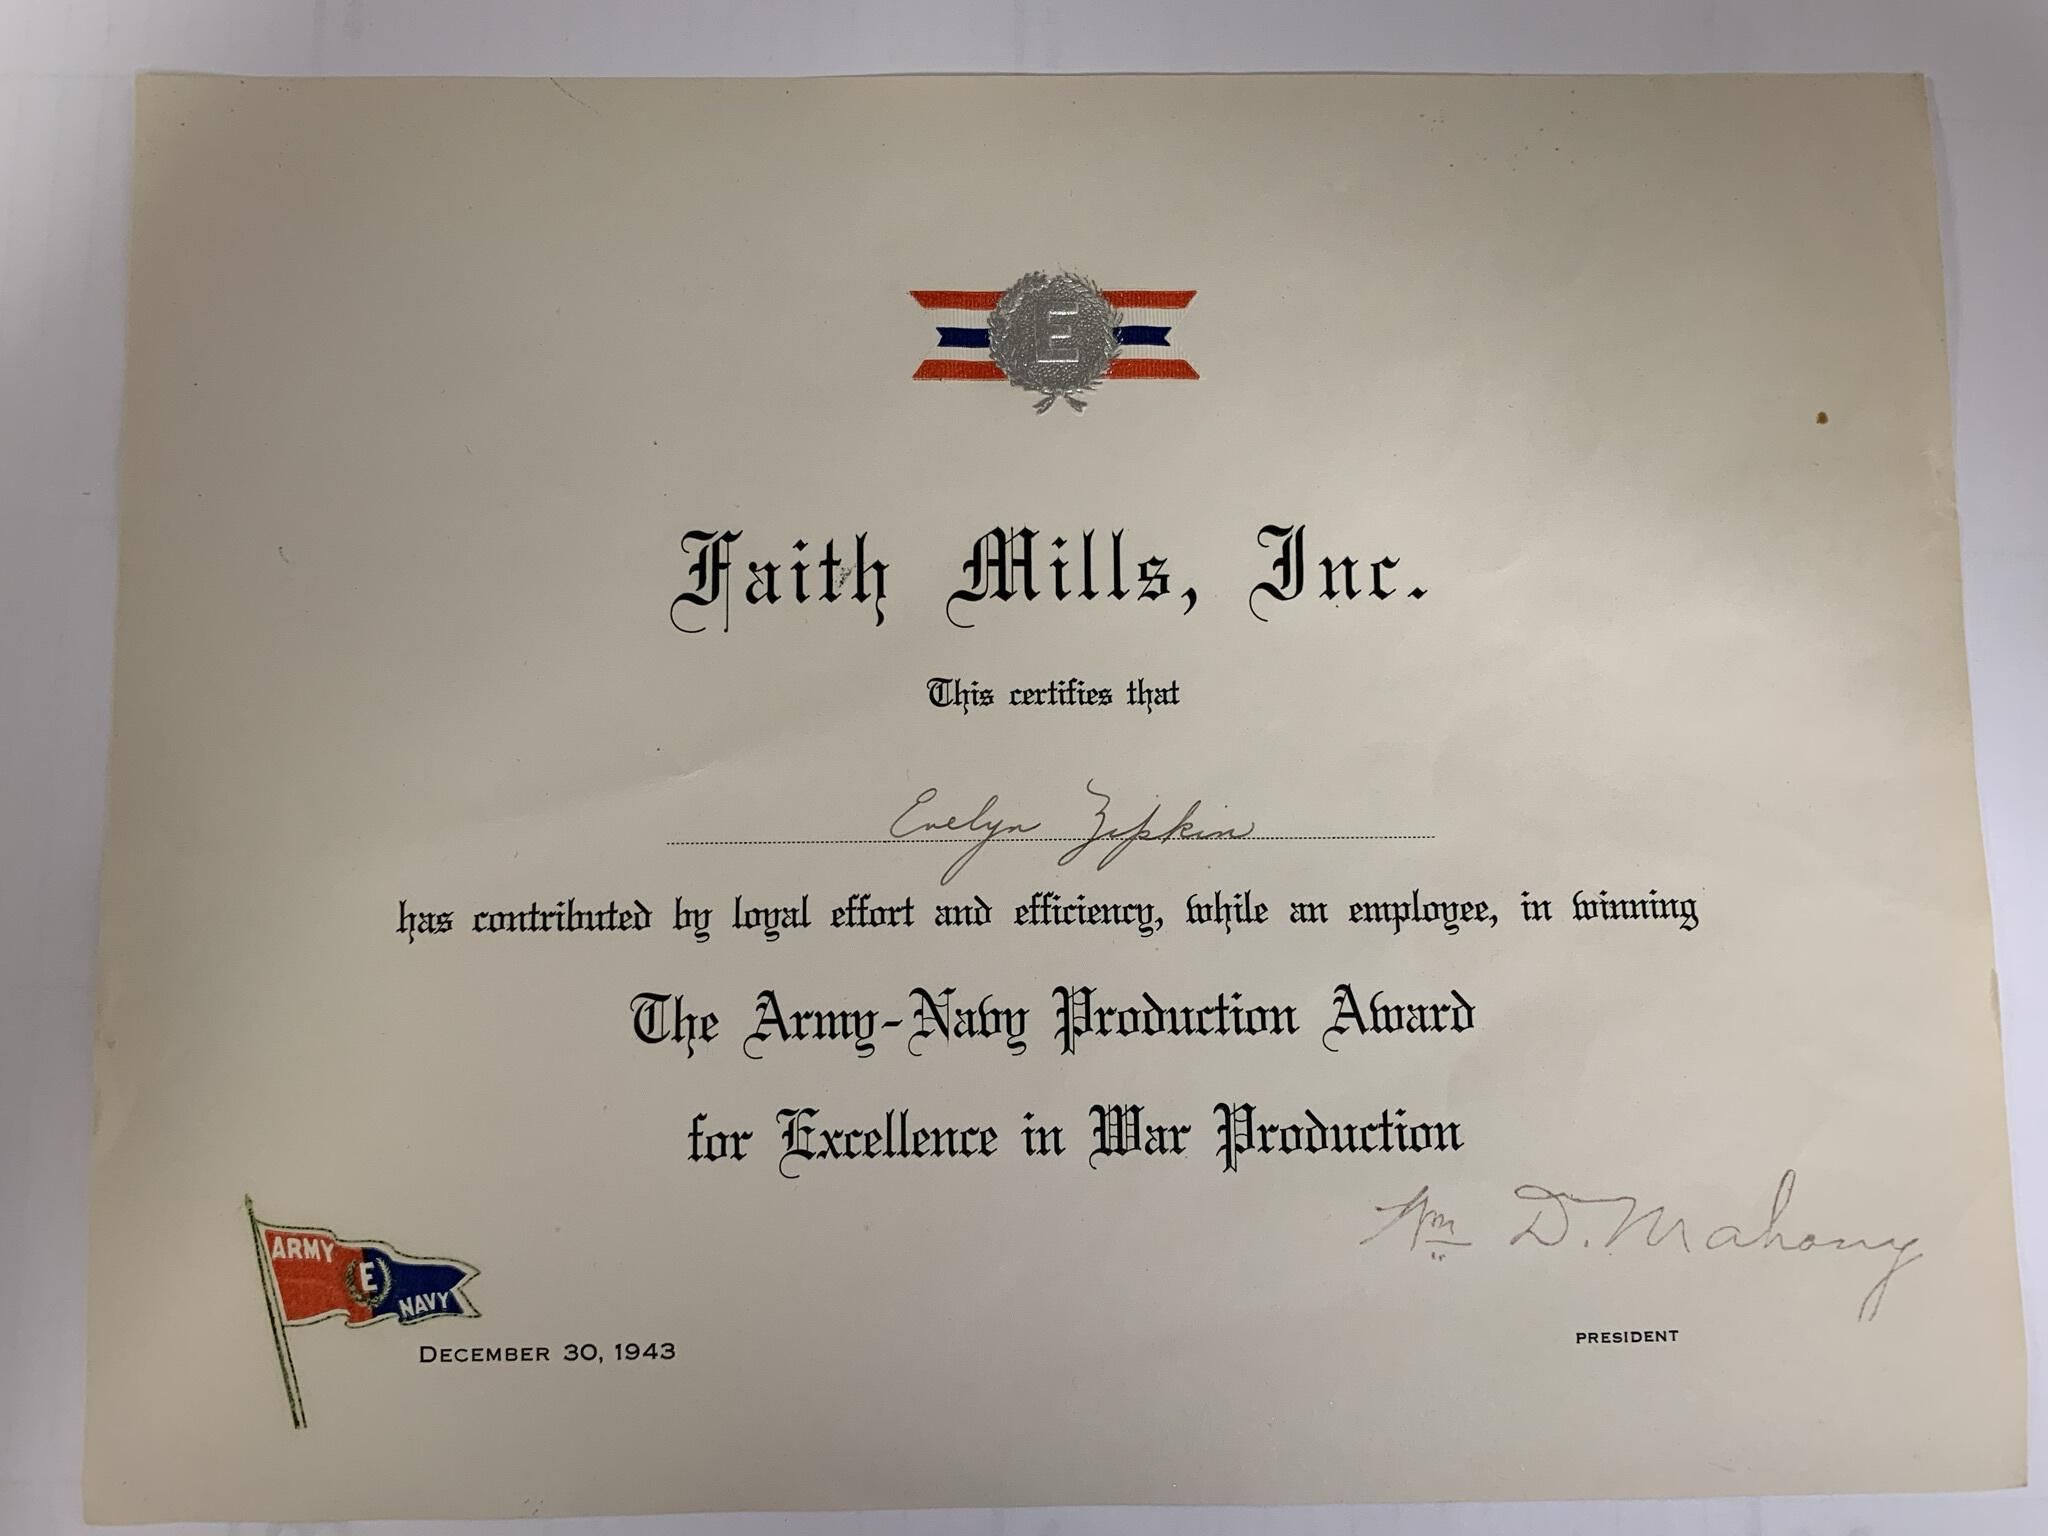 E
Faith Mills, Inc.
This certifies that
Evelyn Zipkin
has contributed by loyal effort and efficiency, while an employee, in winning
The Army-Navy Production Award
for Excellence in War Production
Wm D. Mahony
PRESIDENT
ARMY E NAVY
DECEMBER 30, 1943